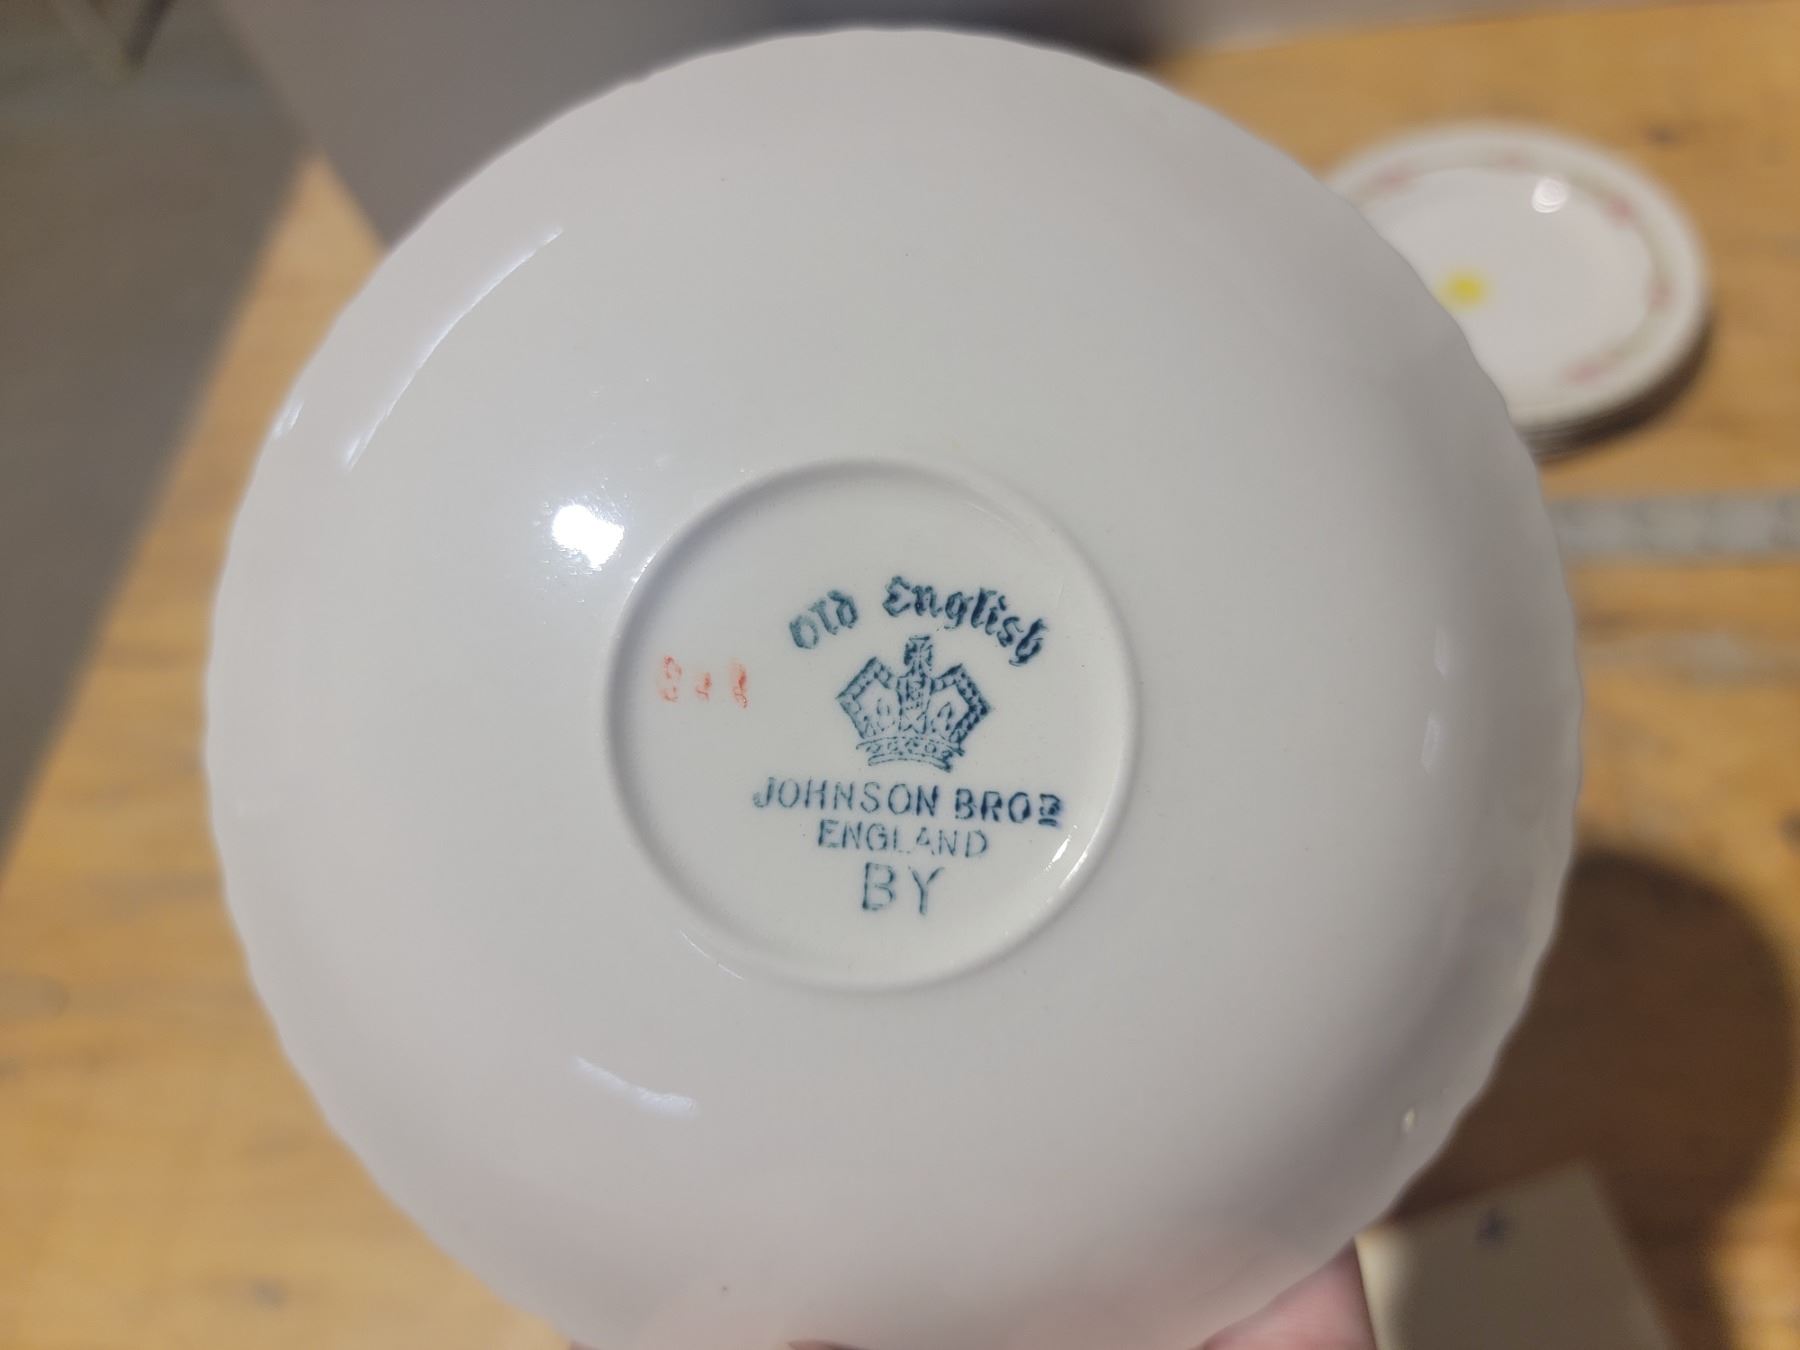 Old English
JOHNSON BROS
ENGLAND
BY